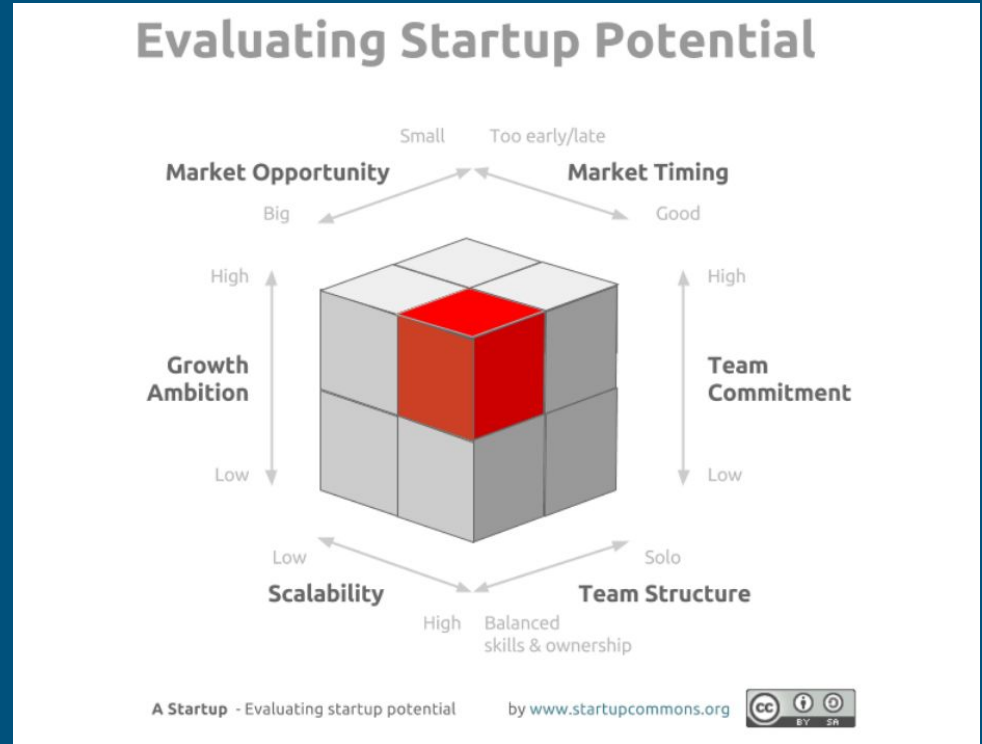 Evaluating Startup Potential
Small Too early/late
Market Opportunity Market Timing
Big Good
High High
Growth
Ambition
Team
Commitment
Low Low
Low Solo
Scalability Team Structure
High Balanced
skills & ownership
A Startup - Evaluating startup potential by www.startupcommons.org
cc
BY SA